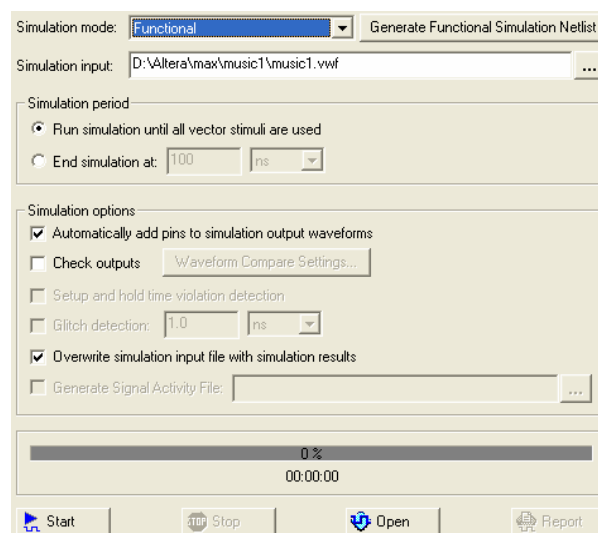 Simulation mode: Functional Generate Functional Simulation Netlist
Simulation input: D:\Altera\max\music1\music1.vwf ...
Simulation period
Run simulation until all vector stimuli are used
End simulation at: 100 ns
Simulation options
Automatically add pins to simulation output waveforms
Check outputs Waveform Compare Settings...
Setup and hold time violation detection
Glitch detection: 1.0 ns
Overwrite simulation input file with simulation results
Generate Signal Activity File: ...
0 %
00:00:00
Start STOP Stop Open Report